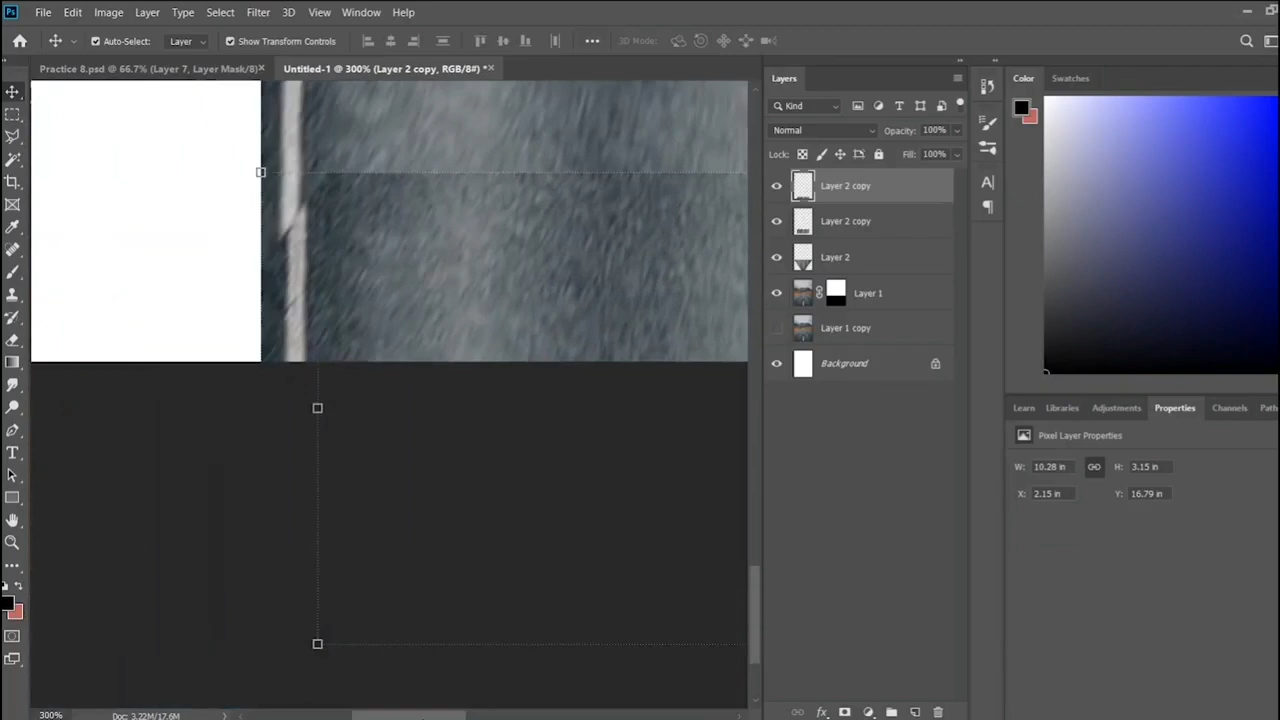 Ps File Edit Image Layer Type Select Filter 3D View Window Help
Auto-Select: Layer Show Transform Controls 3D Mode:
Practice 8.psd @ 66.7% (Layer 7, Layer Mask/8) Untitled-1 @ 300% (Layer 2 copy, RGB/8#) *
Layers
Color Swatches
Kind
Normal Opacity: 100%
Lock: Fill: 100%
Layer 2 copy
Layer 2 copy
Layer 2
Layer 1
Layer 1 copy
Background
Learn Libraries Adjustments Properties Channels Path
Pixel Layer Properties
W: 10.28 in H: 3.15 in
X: 2.15 in Y: 16.79 in
300% Doc: 3.22M/17.6M